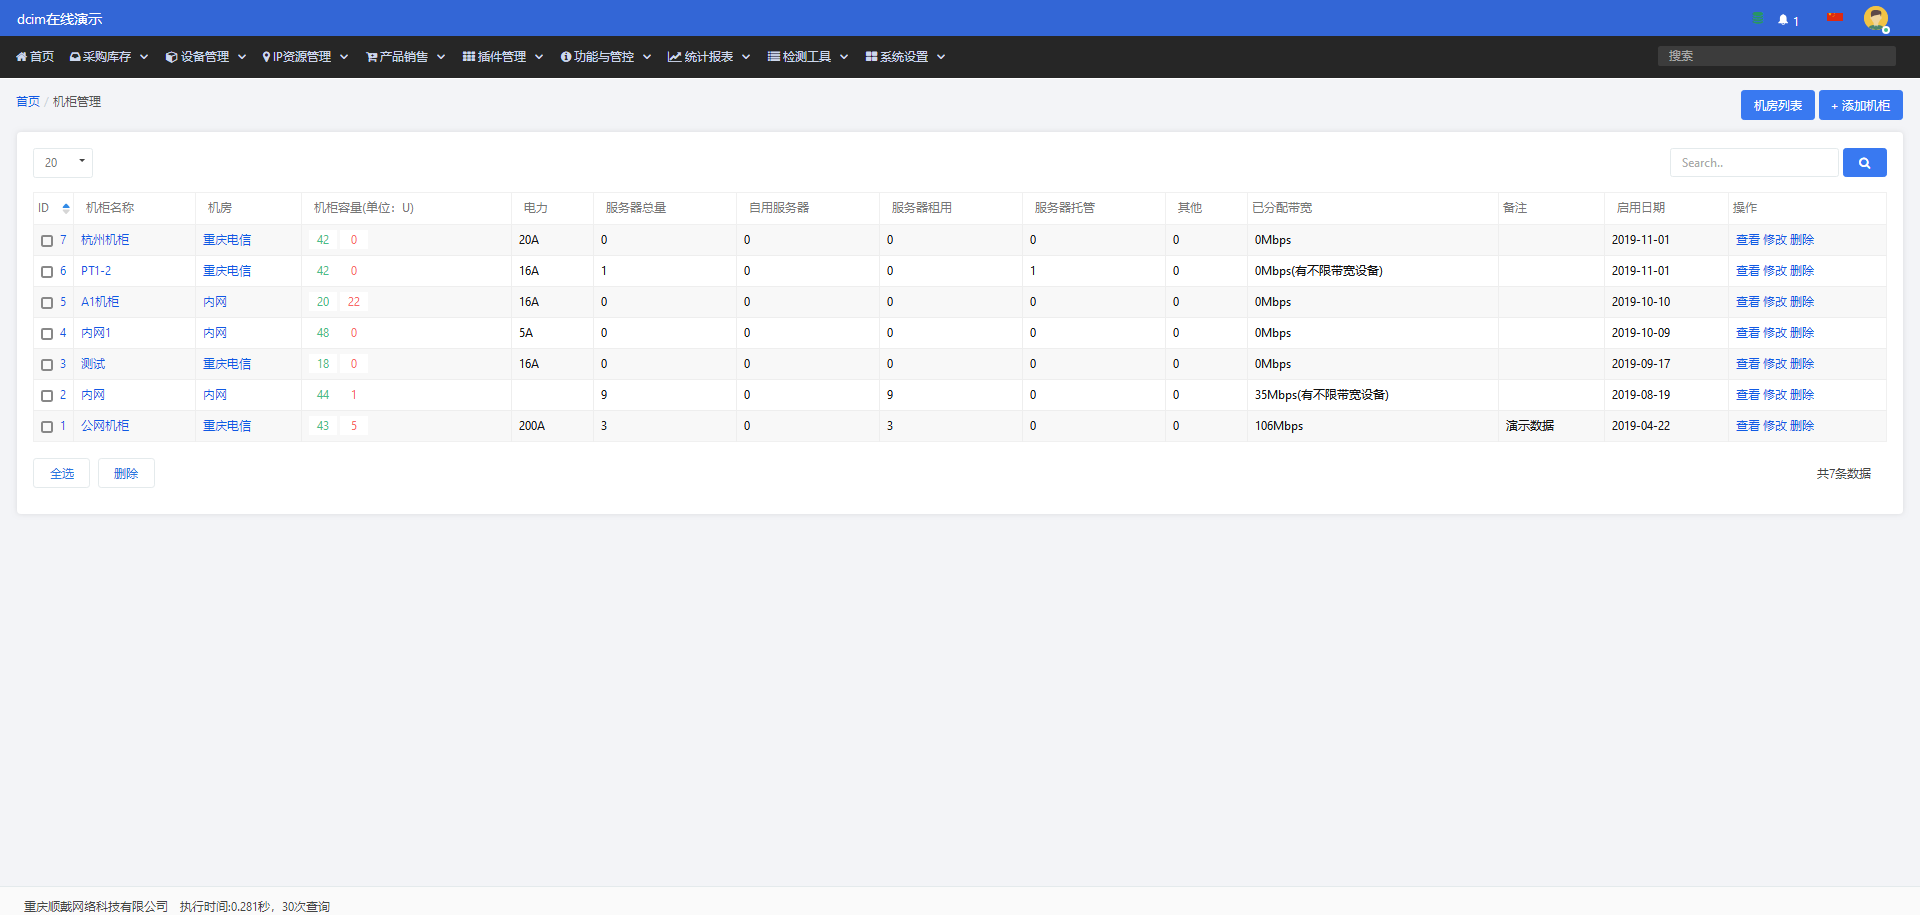 dcim在线演示
1
首页 采购库存 设备管理 IP资源管理 产品销售 插件管理 功能与管控 统计报表 检测工具 系统设置 搜索
首页 / 机柜管理
机房列表 + 添加机柜
20 Search..
ID 机柜名称 机房 机柜容量(单位：U) 电力 服务器总量 自用服务器 服务器租用 服务器托管 其他 已分配带宽 备注 启用日期 操作
7 杭州机柜 重庆电信 42 0 20A 0 0 0 0 0 0Mbps 2019-11-01 查看 修改 删除
6 PT1-2 重庆电信 42 0 16A 1 0 0 1 0 0Mbps(有不限带宽设备) 2019-11-01 查看 修改 删除
5 A1机柜 内网 20 22 16A 0 0 0 0 0 0Mbps 2019-10-10 查看 修改 删除
4 内网1 内网 48 0 5A 0 0 0 0 0 0Mbps 2019-10-09 查看 修改 删除
3 测试 重庆电信 18 0 16A 0 0 0 0 0 0Mbps 2019-09-17 查看 修改 删除
2 内网 内网 44 1 9 0 9 0 0 35Mbps(有不限带宽设备) 2019-08-19 查看 修改 删除
1 公网机柜 重庆电信 43 5 200A 3 0 3 0 0 106Mbps 演示数据 2019-04-22 查看 修改 删除
全选 删除 共7条数据
重庆顺戴网络科技有限公司 执行时间:0.281秒，30次查询